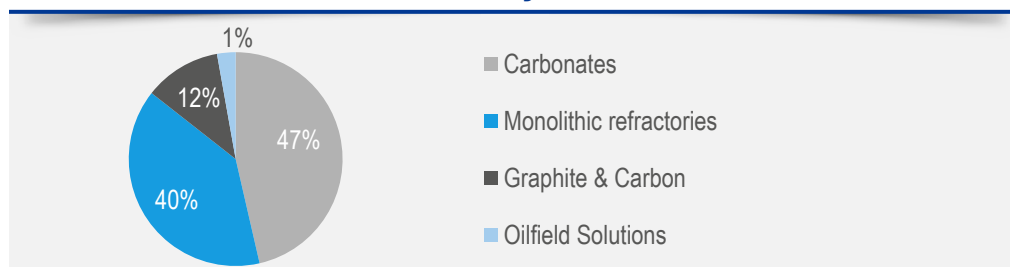 1%
12%
47%
40%
Carbonates
Monolithic refractories
Graphite & Carbon
Oilfield Solutions